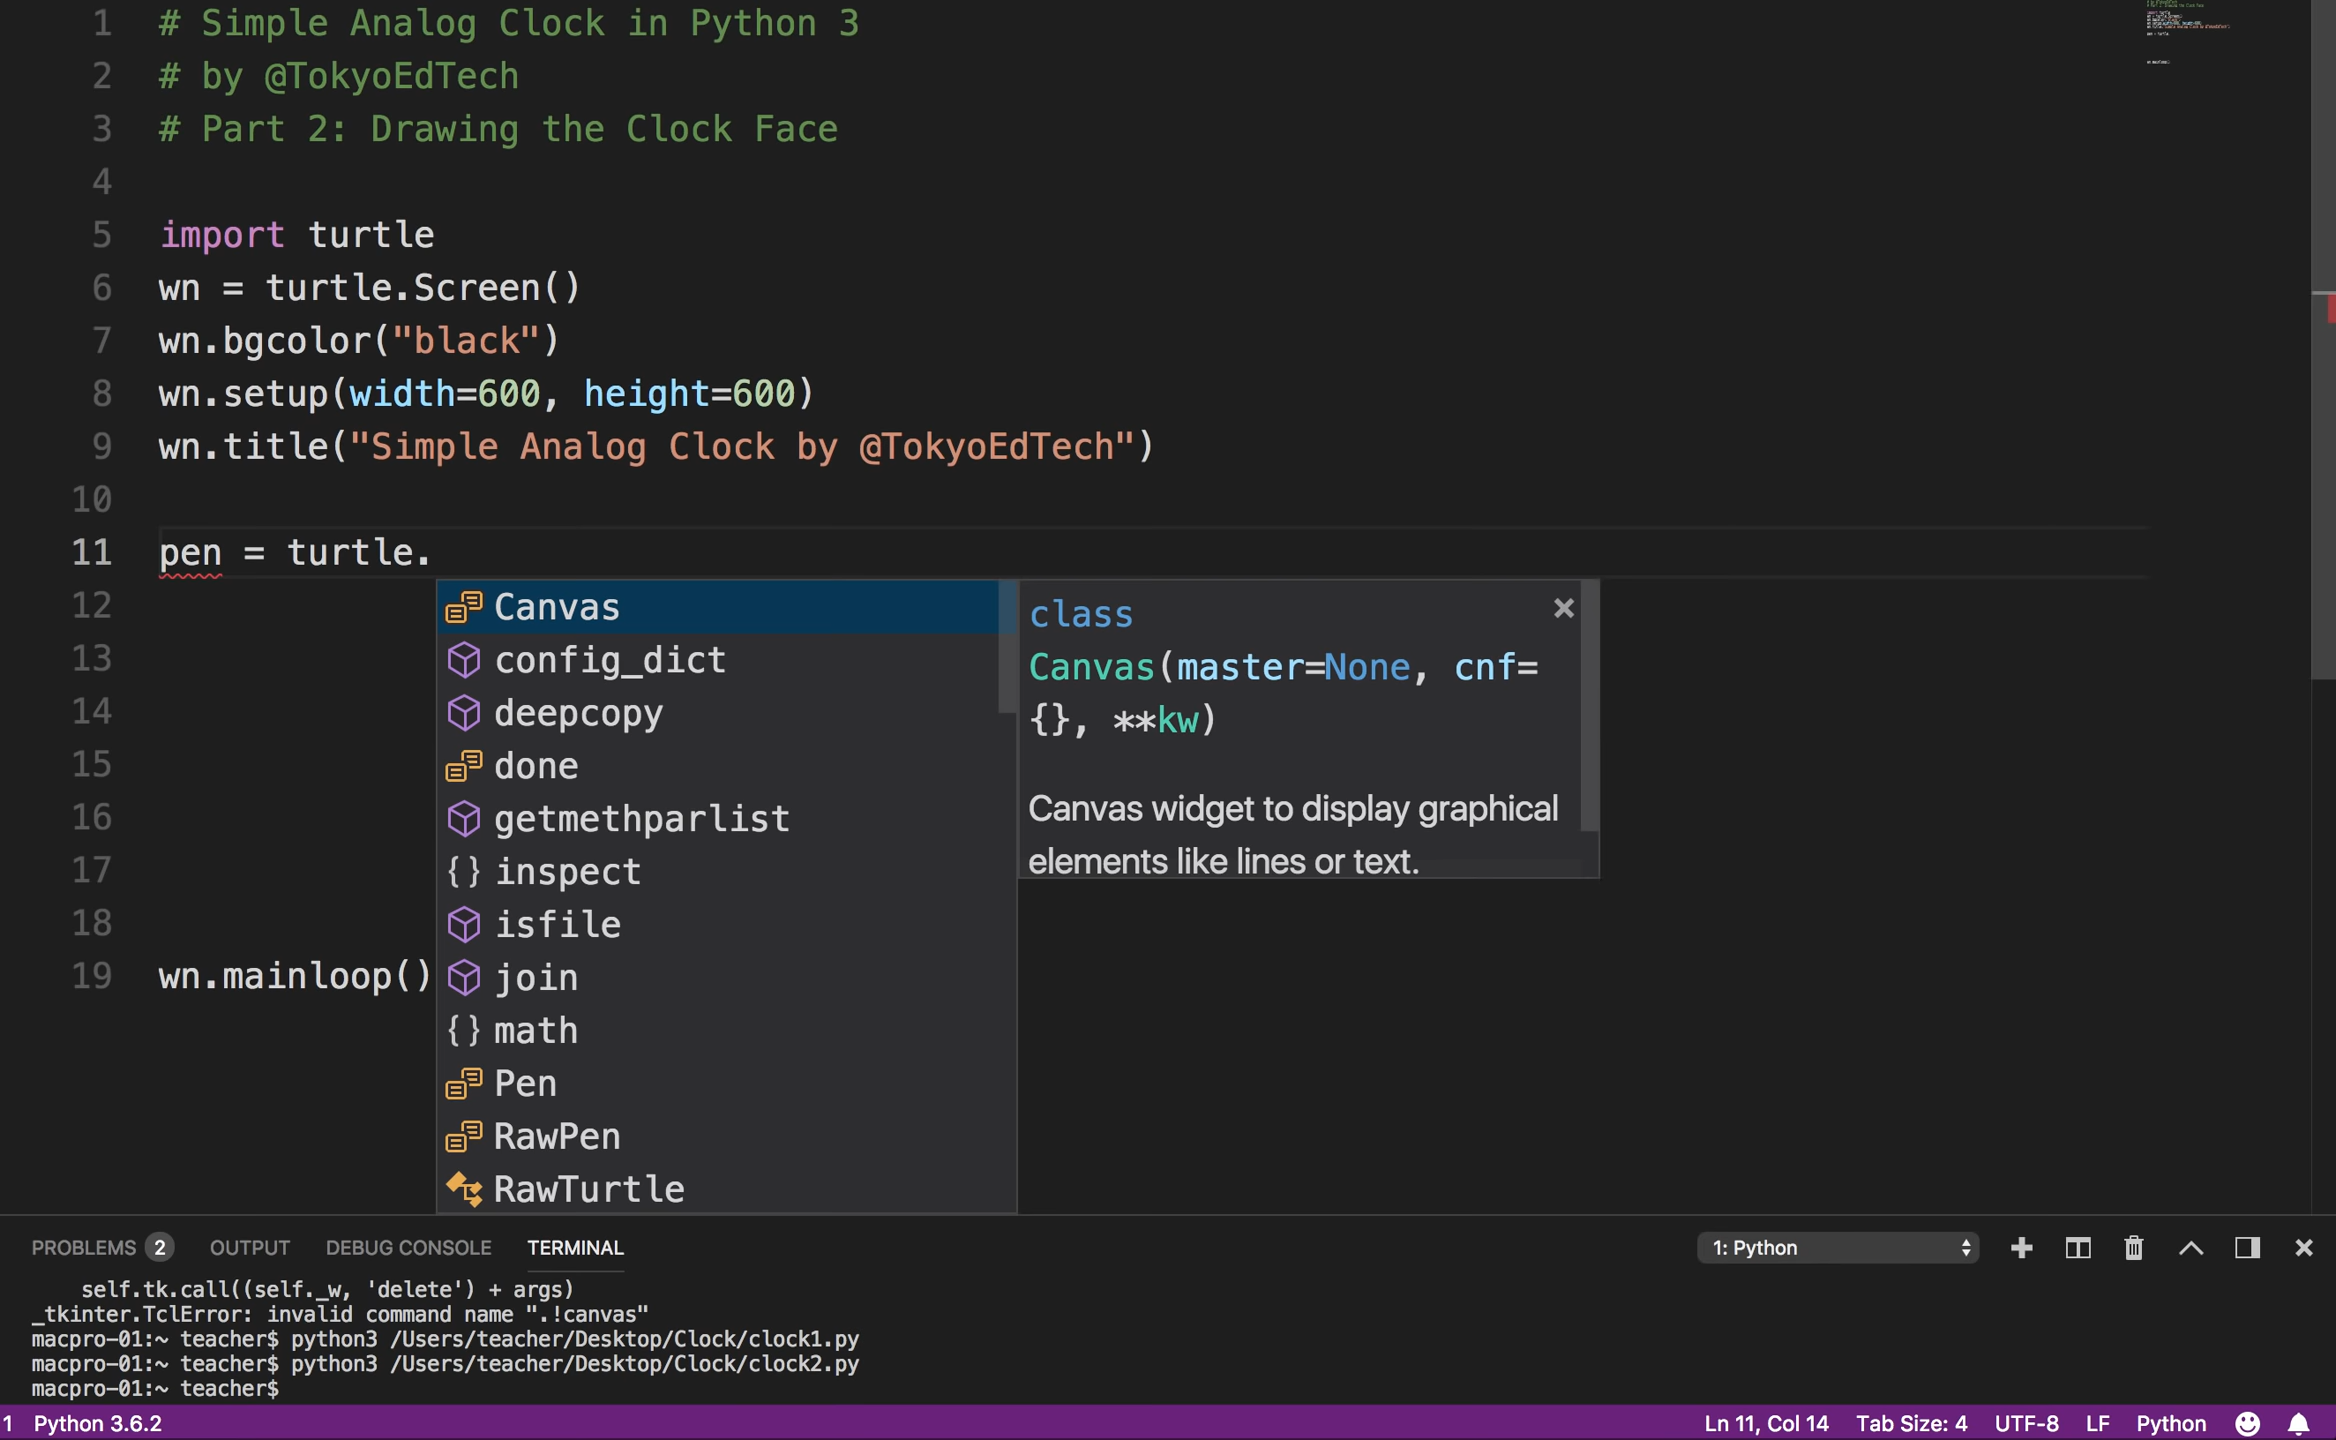 1 # Simple Analog Clock in Python 3
2 # by @TokyoEdTech
3 # Part 2: Drawing the Clock Face
4
5 import turtle
6 wn = turtle.Screen()
7 wn.bgcolor("black")
8 wn.setup(width=600, height=600)
9 wn.title("Simple Analog Clock by @TokyoEdTech")
10
11 pen = turtle.
12
13
14
15
16
17
18
19 wn.mainloop()
Canvas
config_dict
deepcopy
done
getmethparlist
{} inspect
isfile
join
{} math
Pen
RawPen
RawTurtle
class
Canvas(master=None, cnf=
{}, **kw)
Canvas widget to display graphical
elements like lines or text.
PROBLEMS 2 OUTPUT DEBUG CONSOLE TERMINAL 1: Python
self.tk.call((self._w, 'delete') + args)
_tkinter.TclError: invalid command name ".!canvas"
macpro-01:~ teacher$ python3 /Users/teacher/Desktop/Clock/clock1.py
macpro-01:~ teacher$ python3 /Users/teacher/Desktop/Clock/clock2.py
macpro-01:~ teacher$
1 Python 3.6.2 Ln 11, Col 14 Tab Size: 4 UTF-8 LF Python